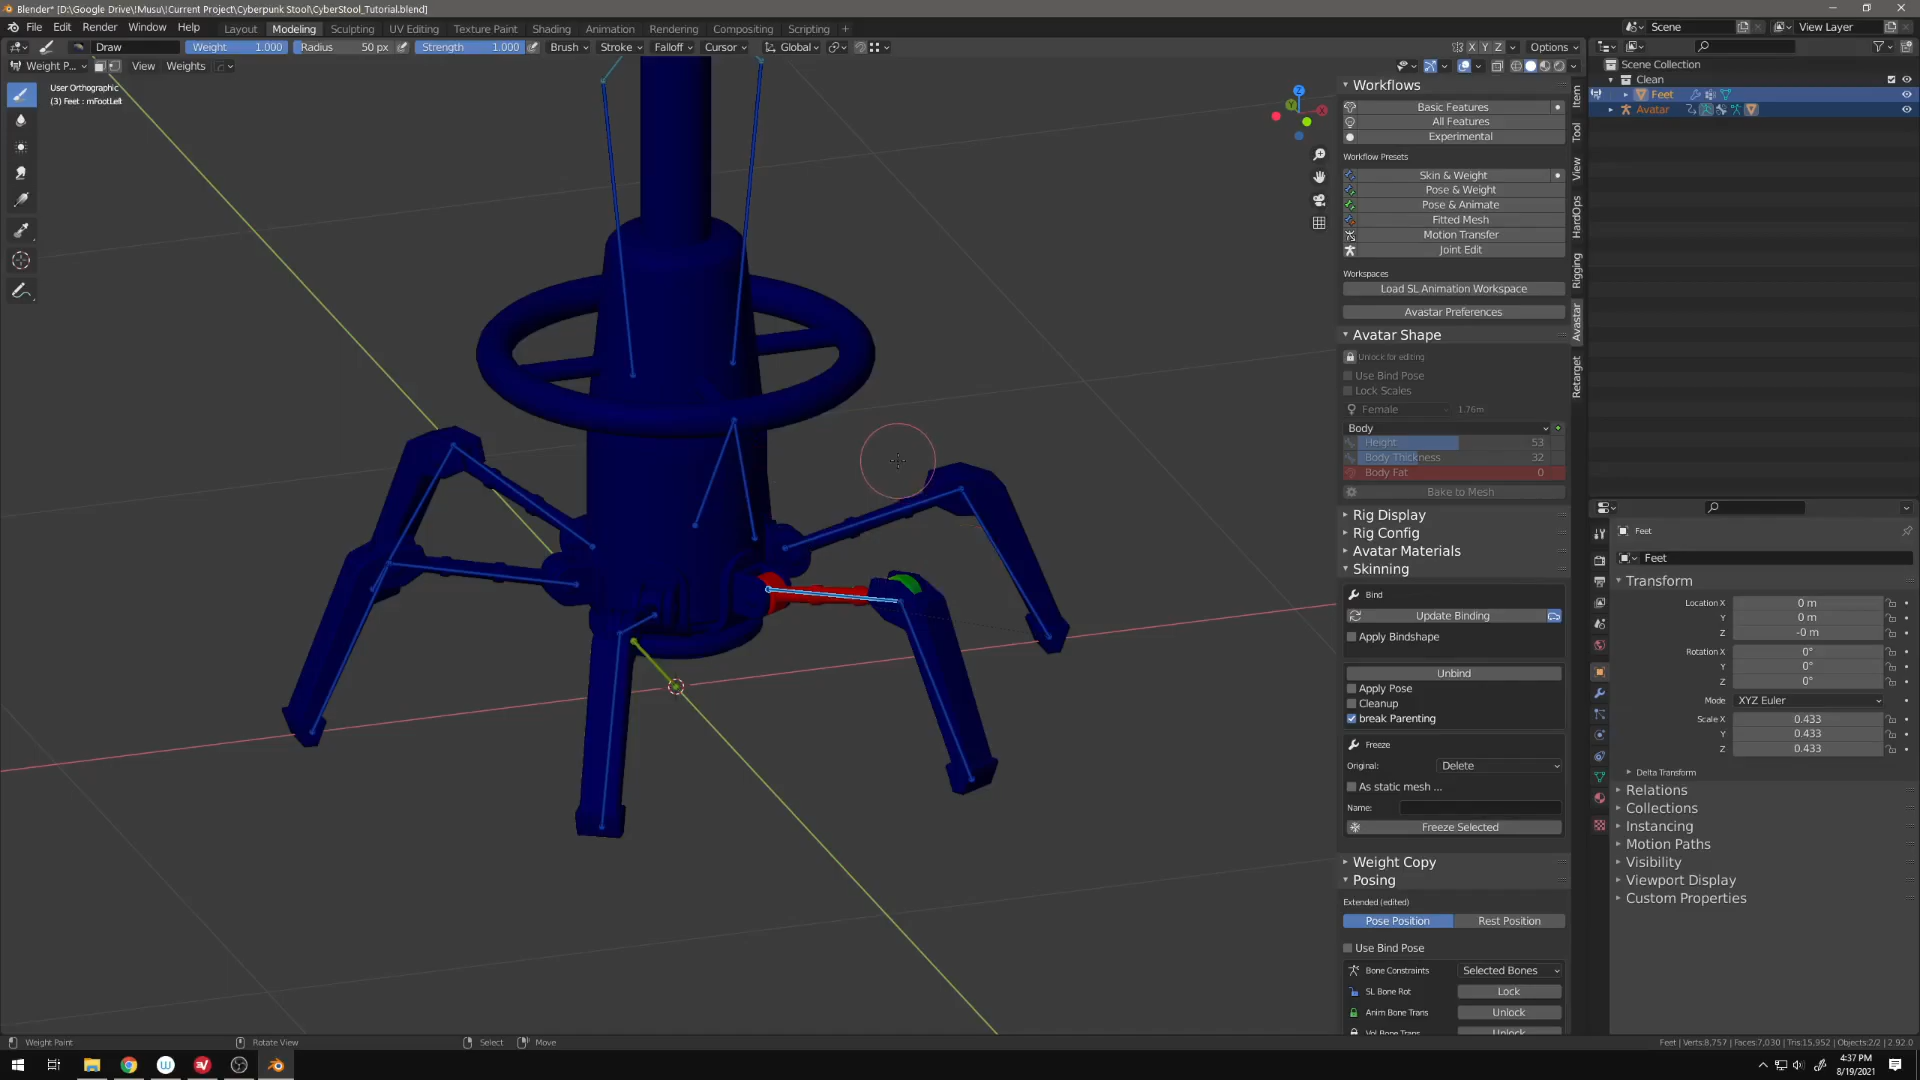 Blender* [D:\Google Drive\!Musu\!Current Project\Cyberpunk Stool\CyberStool_Tutorial.blend]
File Edit Render Window Help Layout Modeling Sculpting UV Editing Texture Paint Shading Animation Rendering Compositing Scripting + Scene View Layer
Draw Weight 1.000 Radius 50 px Strength 1.000 Brush Stroke Falloff Cursor Global X Y Z Options
Weight P... View Weights
User Orthographic
(3) Feet : mFootLeft
Workflows
Basic Features
All Features
Experimental
Workflow Presets
Skin & Weight
Pose & Weight
Pose & Animate
Fitted Mesh
Motion Transfer
Joint Edit
Workspaces
Load SL Animation Workspace
Avastar Preferences
Avatar Shape
Unlock for editing
Use Bind Pose
Lock Scales
Female 1.76m
Body
Height 53
Body Thickness 32
Body Fat 0
Bake to Mesh
Rig Display
Rig Config
Avatar Materials
Skinning
Bind
Update Binding
Apply Bindshape
Unbind
Apply Pose
Cleanup
break Parenting
Freeze
Original: Delete
As static mesh ...
Name:
Freeze Selected
Weight Copy
Posing
Extended (edited)
Pose Position Rest Position
Use Bind Pose
Bone Constraints Selected Bones
SL Bone Rot Lock
Anim Bone Trans Unlock
Vol Bone Trans Unlock
Item
Tool
View
HardOps
Rigging
Avastar
Retarget
Scene Collection
Clean
Feet
Avatar
Feet
Feet
Transform
Location X 0 m
Y 0 m
Z -0 m
Rotation X 0°
Y 0°
Z 0°
Mode XYZ Euler
Scale X 0.433
Y 0.433
Z 0.433
Delta Transform
Relations
Collections
Instancing
Motion Paths
Visibility
Viewport Display
Custom Properties
Weight Paint Rotate View Select Move Feet | Verts:8,757 | Faces:7,030 | Tris:15,952 | Objects:2/2 | 2.92.0
4:37 PM
8/19/2021